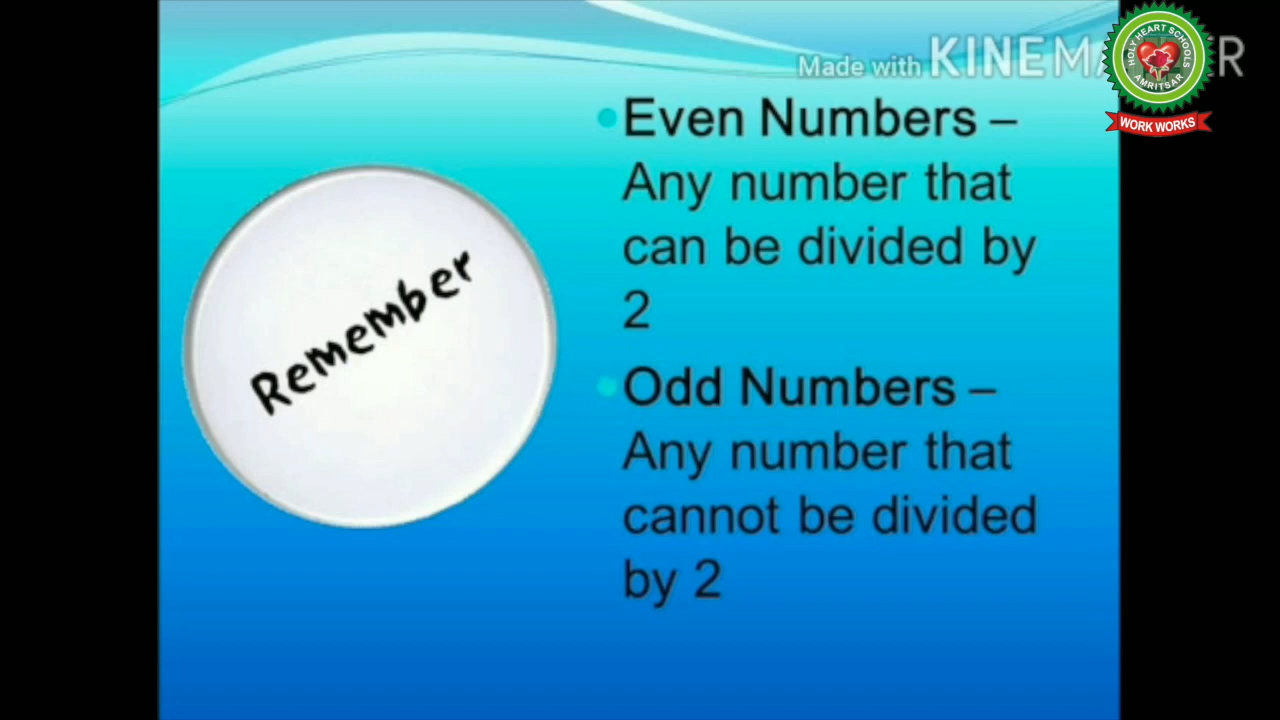 Made with KINEMA R
HOLY HEART SCHOOLS
AMRITSAR
WORK WORKS
Even Numbers –
Any number that
can be divided by
2
Remember
Odd Numbers –
Any number that
cannot be divided
by 2